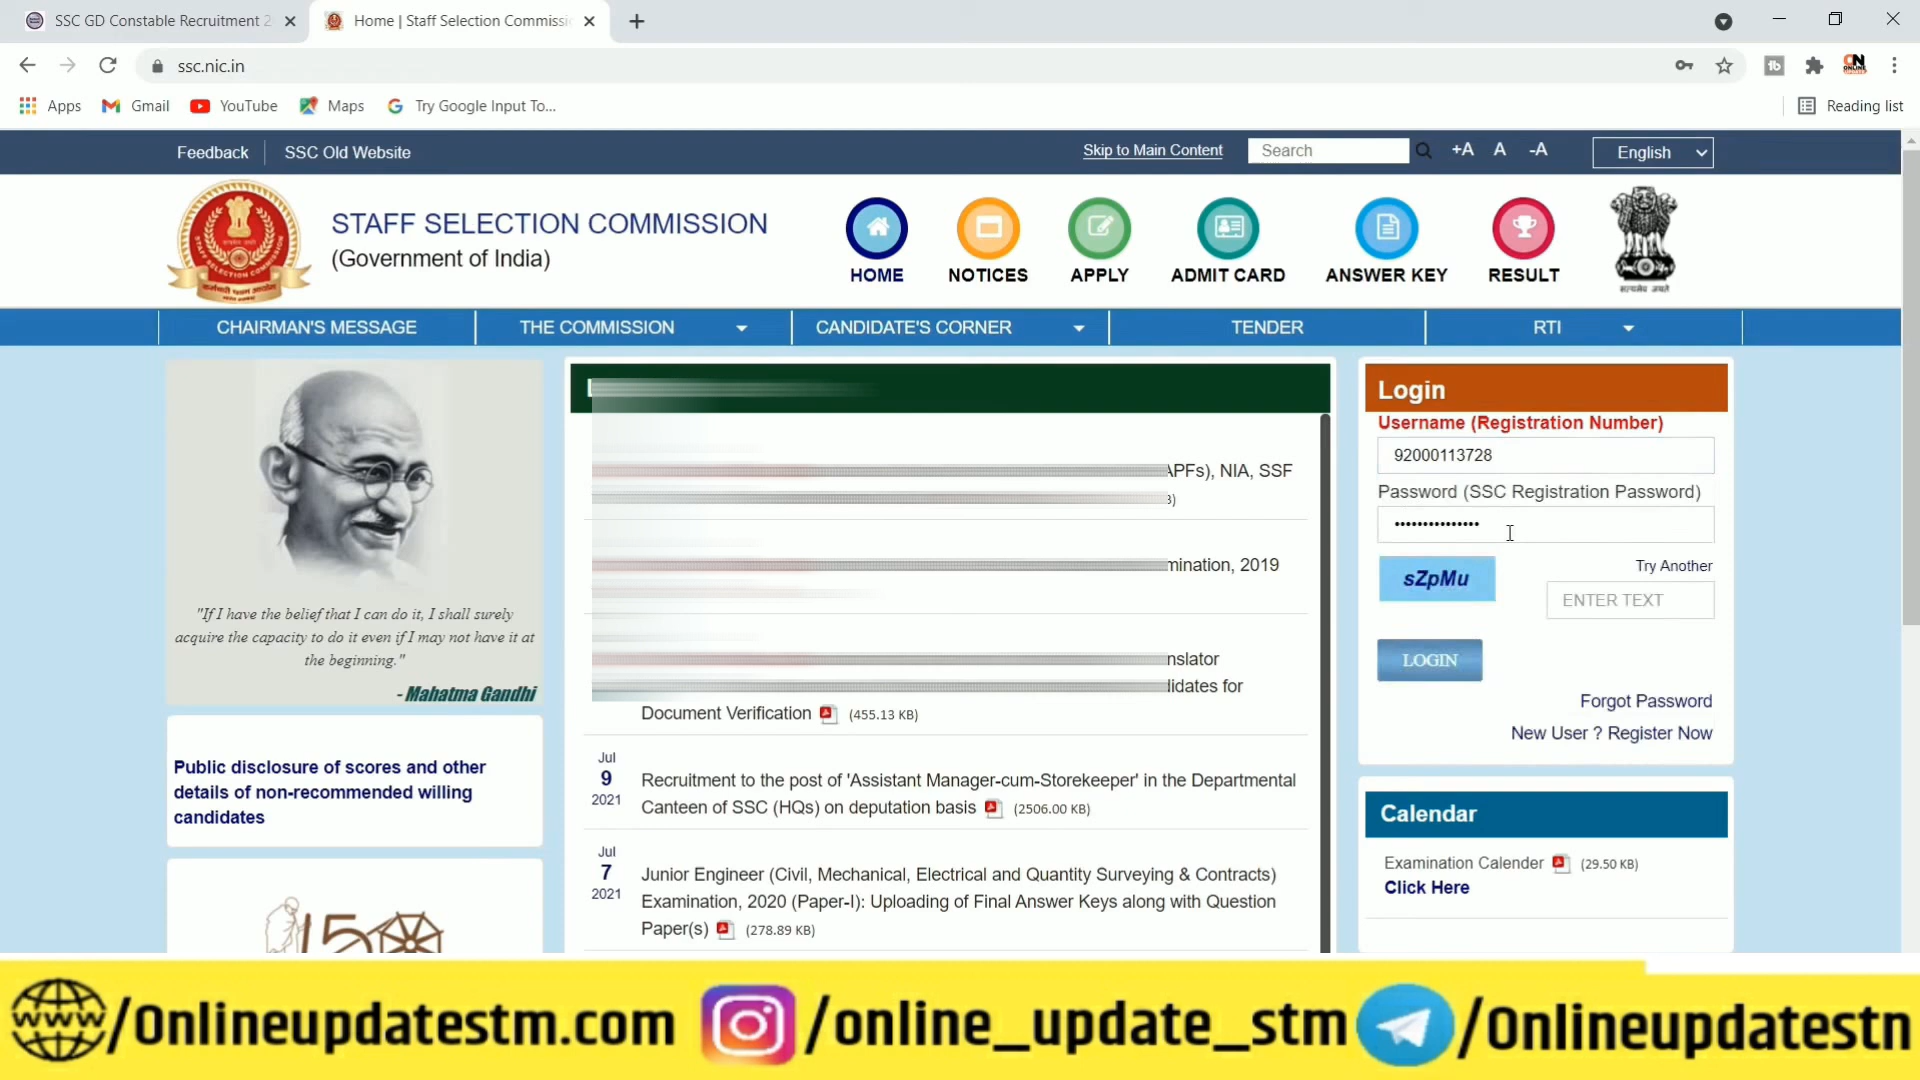 SSC GD Constable Recruitment 2
Home | Staff Selection Commissi
ssc.nic.in
Apps
Gmail
YouTube
Maps
Try Google Input To...
Reading list
Feedback
SSC Old Website
Skip to Main Content
Search
+A A -A
English
STAFF SELECTION COMMISSION
(Government of India)
HOME
NOTICES
APPLY
ADMIT CARD
ANSWER KEY
RESULT
सत्यमेव जयते
CHAIRMAN'S MESSAGE
THE COMMISSION
CANDIDATE'S CORNER
TENDER
RTI
"If I have the belief that I can do it, I shall surely
acquire the capacity to do it even if I may not have it at
the beginning."
- Mahatma Gandhi
Public disclosure of scores and other
details of non-recommended willing
candidates
150
NIA, SSF
2019
for
Document Verification (455.13 KB)
Jul
9
2021
Recruitment to the post of 'Assistant Manager-cum-Storekeeper' in the Departmental
Canteen of SSC (HQs) on deputation basis (2506.00 KB)
Jul
7
2021
Junior Engineer (Civil, Mechanical, Electrical and Quantity Surveying & Contracts)
Examination, 2020 (Paper-I): Uploading of Final Answer Keys along with Question
Paper(s) (278.89 KB)
Login
Username (Registration Number)
92000113728
Password (SSC Registration Password)
•••••••••••••••
sZpMu
Try Another
ENTER TEXT
LOGIN
Forgot Password
New User ? Register Now
Calendar
Examination Calender (29.50 KB)
Click Here
www /Onlineupdatestm.com
/online_update_stm
/Onlineupdatestn